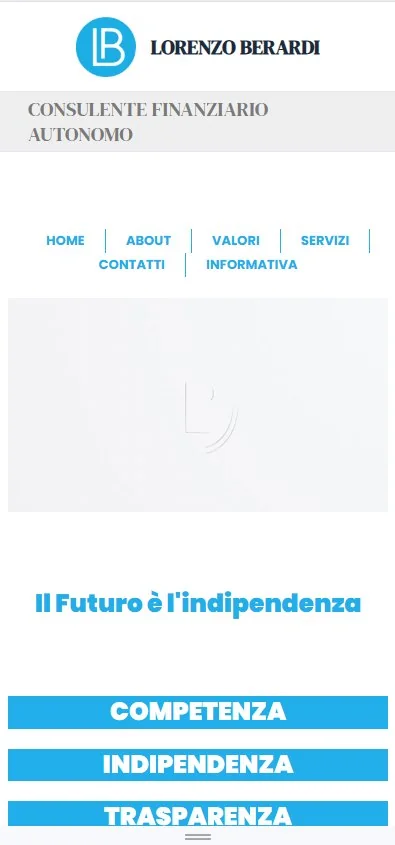 LB LORENZO BERARDI
CONSULENTE FINANZIARIO
AUTONOMO
HOME ABOUT VALORI SERVIZI
CONTATTI INFORMATIVA
Il Futuro è l'indipendenza
COMPETENZA
INDIPENDENZA
TRASPARENZA